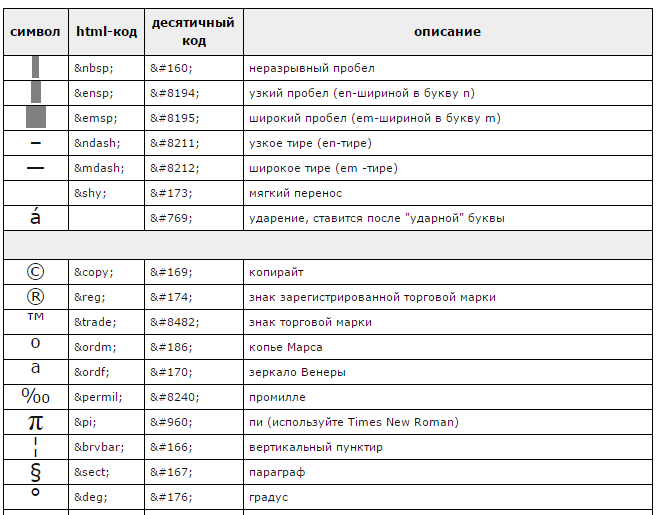 символ html-код десятичный код описание
&nbsp; &#160; неразрывный пробел
&ensp; &#8194; узкий пробел (en-шириной в букву n)
&emsp; &#8195; широкий пробел (em-шириной в букву m)
– &ndash; &#8211; узкое тире (en-тире)
— &mdash; &#8212; широкое тире (em -тире)
&shy; &#173; мягкий перенос
á &#769; ударение, ставится после "ударной" буквы
© &copy; &#169; копирайт
® &reg; &#174; знак зарегистрированной торговой марки
™ &trade; &#8482; знак торговой марки
º &ordm; &#186; копье Марса
ª &ordf; &#170; зеркало Венеры
‰ &permil; &#8240; промилле
π &pi; &#960; пи (используйте Times New Roman)
¦ &brvbar; &#166; вертикальный пунктир
§ &sect; &#167; параграф
° &deg; &#176; градус